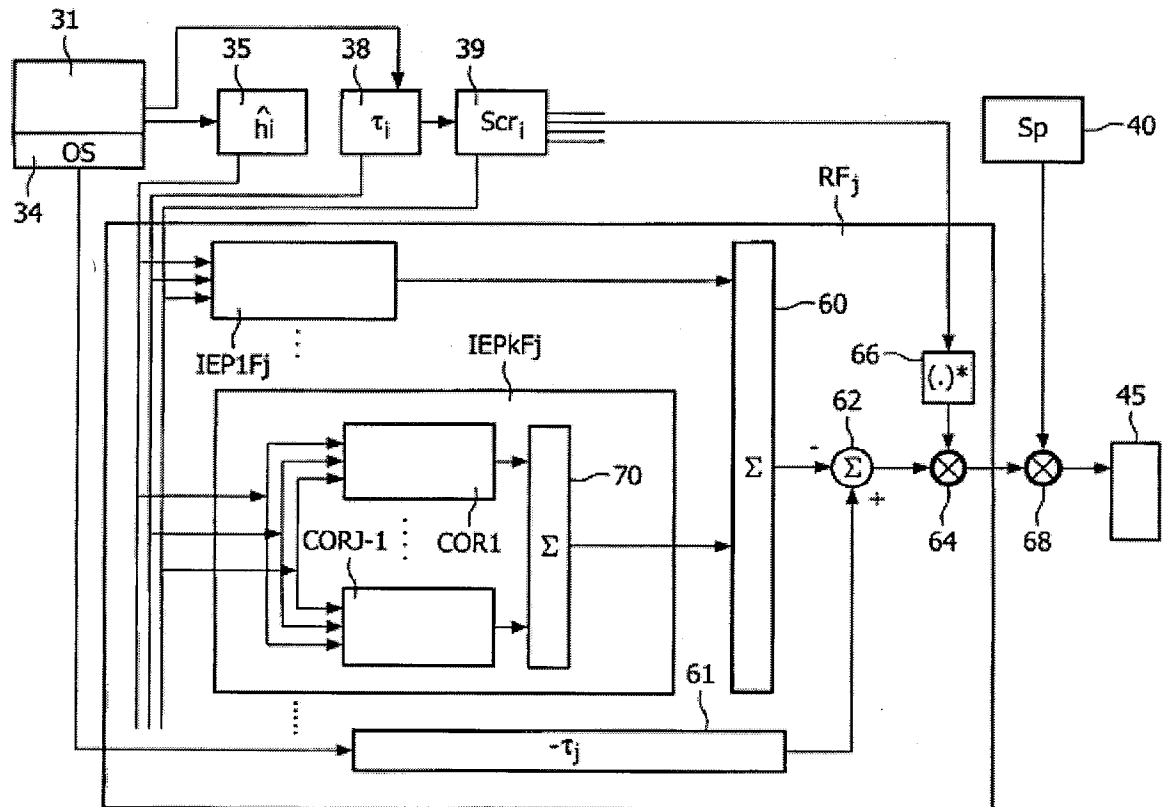 31
35
38
39
ĥi
τi
Scri
Sp
40
OS
34
RFj
60
IEP1Fj
IEPkFj
66
(.)*
62
45
70
-
Σ
Σ
+
CORJ-1
COR1
Σ
64
68
61
-τj